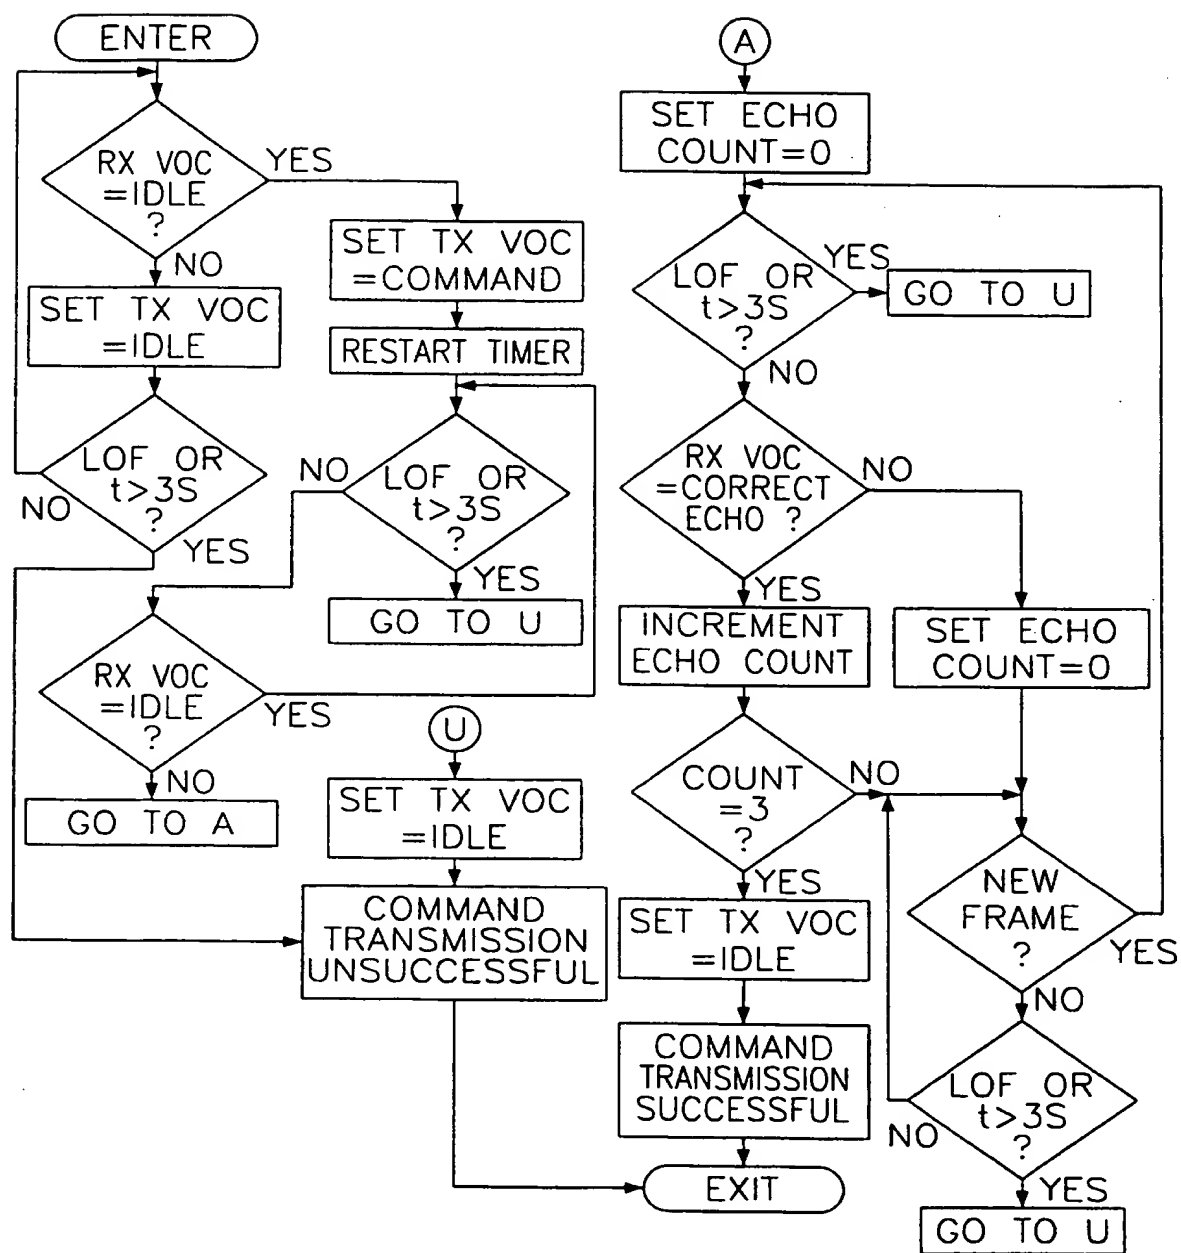 ENTER
RX VOC
=IDLE
?
YES
NO
SET TX VOC
=IDLE
LOF OR
t>3S
?
NO
YES
SET TX VOC
=COMMAND
RESTART TIMER
LOF OR
t>3S
?
NO
YES
GO TO U
RX VOC
=IDLE
?
YES
NO
GO TO A
U
SET TX VOC
=IDLE
COMMAND
TRANSMISSION
UNSUCCESSFUL
A
SET ECHO
COUNT=0
LOF OR
t>3S
?
YES
GO TO U
NO
RX VOC
=CORRECT
ECHO ?
NO
YES
INCREMENT
ECHO COUNT
SET ECHO
COUNT=0
COUNT
=3
?
NO
YES
SET TX VOC
=IDLE
COMMAND
TRANSMISSION
SUCCESSFUL
EXIT
NEW
FRAME
?
YES
NO
LOF OR
t>3S
?
NO
YES
GO TO U